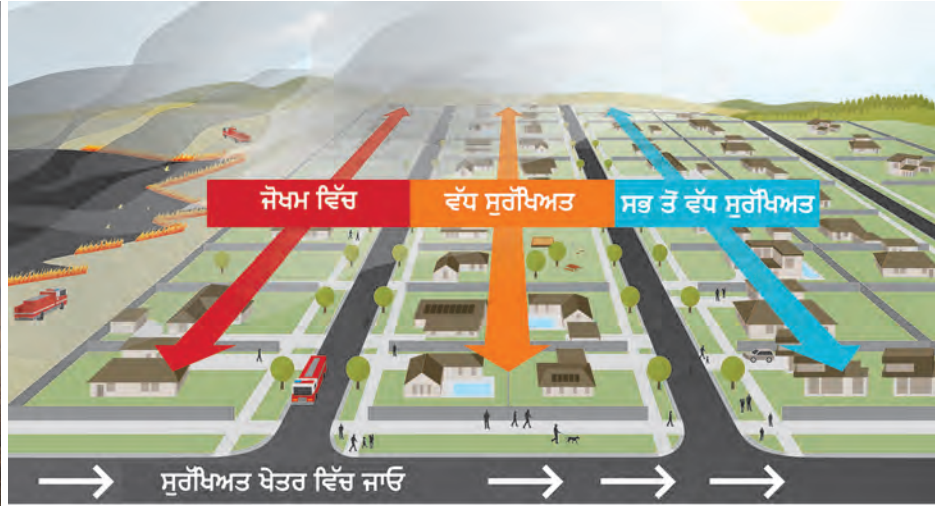 ਜੋਖਮ ਵਿੱਚ
ਵੱਧ ਸੁਰੱਖਿਅਤ
ਸਭ ਤੋਂ ਵੱਧ ਸੁਰੱਖਿਅਤ
ਸੁਰੱਖਿਅਤ ਖੇਤਰ ਵਿੱਚ ਜਾਓ